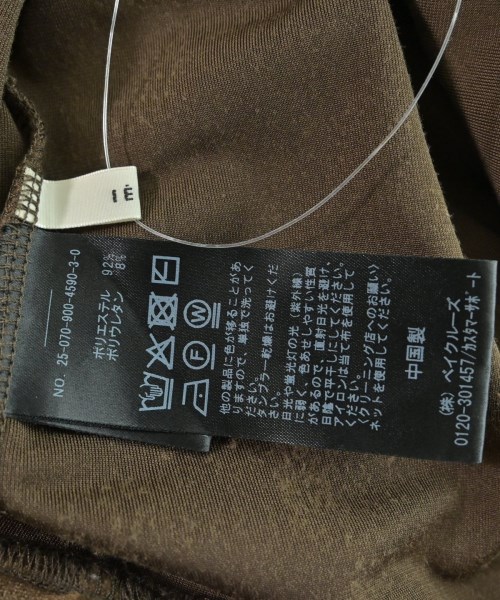 NO. 25-070-900-4590-3-0
ポリエステル 92%
ポリウレタン 8%
他の製品に色が移ることがあ
りますので、単独で洗ってく
ださい。
タンブラー乾燥はお避けくだ
さい。
日光や蛍光灯の光(紫外線)
に弱く、色あせしやすい性質
があるので、直射日光を避け、
日陰で平干しにしてください。
アイロンは当て布を使用して
ください。
(クリーニング店へのお願い)
ネットを使用してください。
中国製
(株)ベイクルーズ
0120-301457/カスタマーサポート